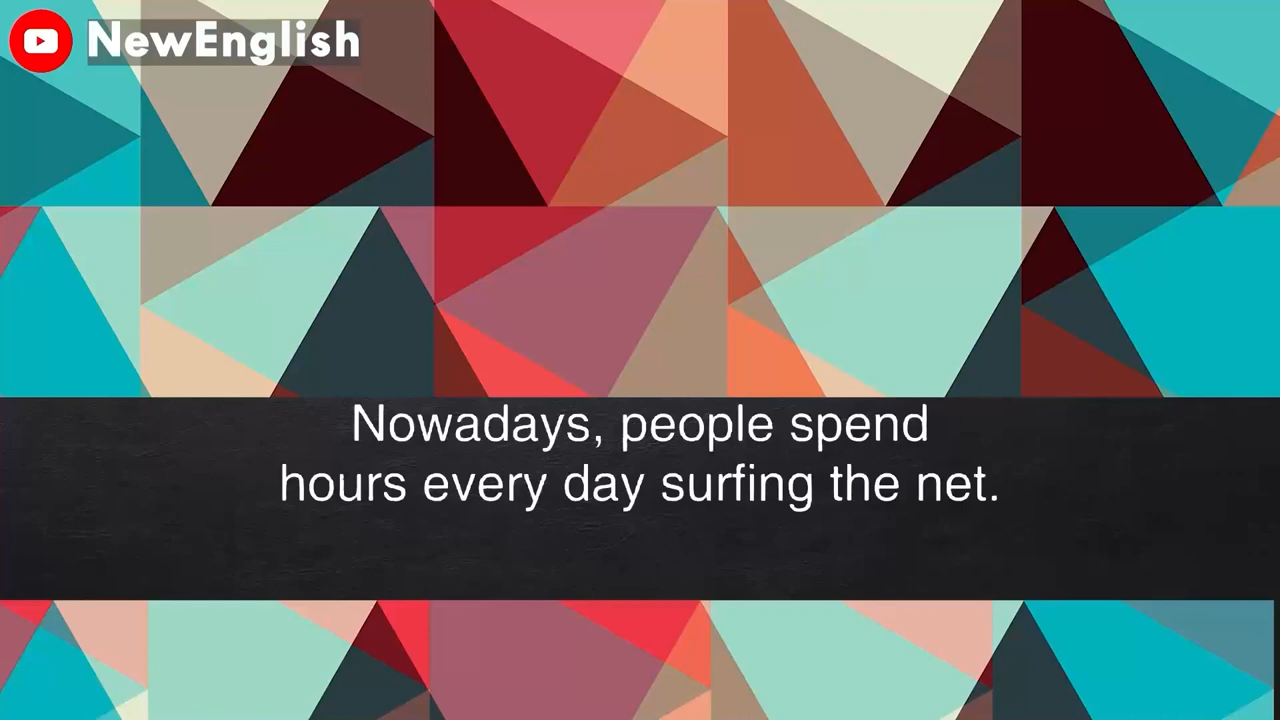 NewEnglish
Nowadays, people spend
hours every day surfing the net.